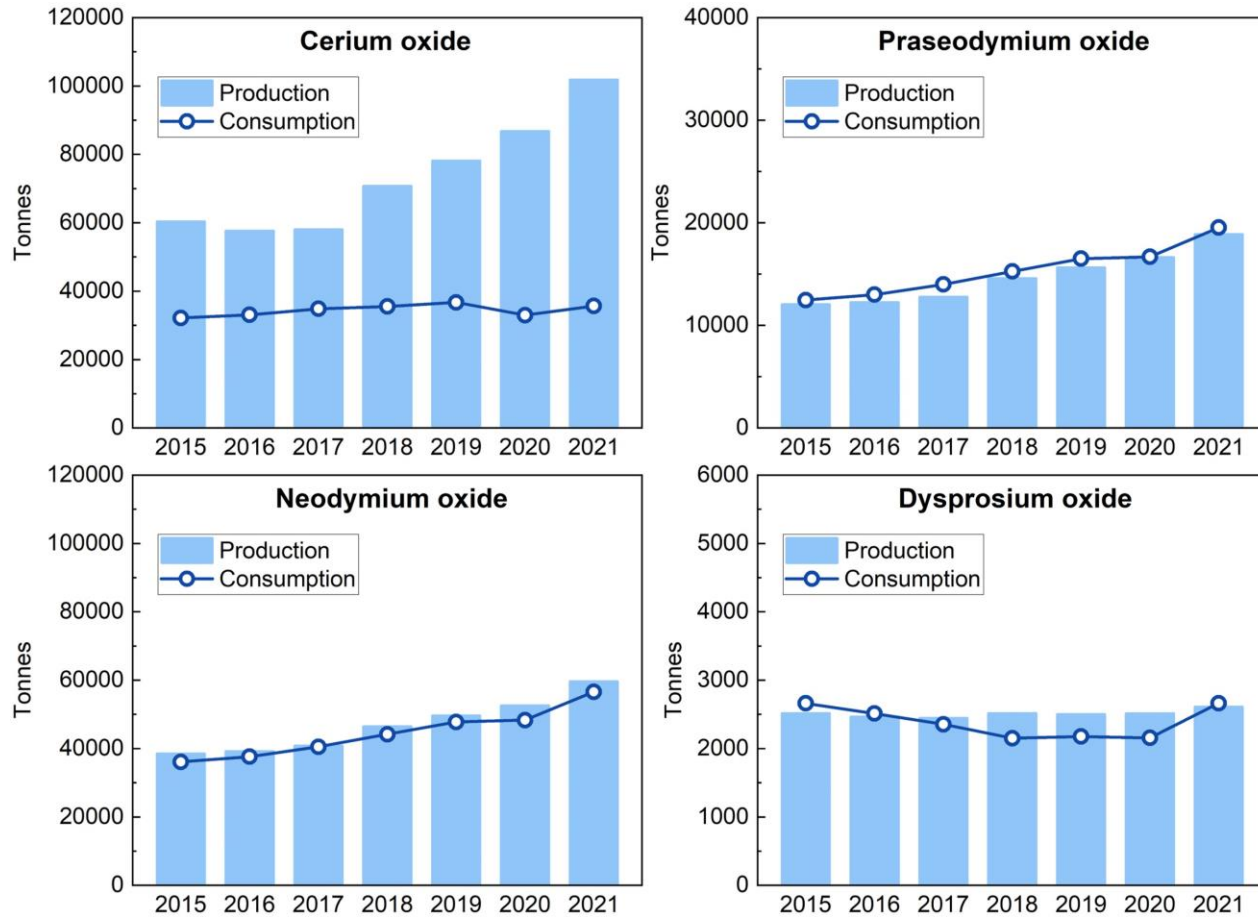 Cerium oxide
Production
Consumption
Tonnes
120000
100000
80000
60000
40000
20000
0
2015 2016 2017 2018 2019 2020 2021
Praseodymium oxide
Production
Consumption
Tonnes
40000
30000
20000
10000
0
2015 2016 2017 2018 2019 2020 2021
Neodymium oxide
Production
Consumption
Tonnes
120000
100000
80000
60000
40000
20000
0
2015 2016 2017 2018 2019 2020 2021
Dysprosium oxide
Production
Consumption
Tonnes
6000
5000
4000
3000
2000
1000
0
2015 2016 2017 2018 2019 2020 2021